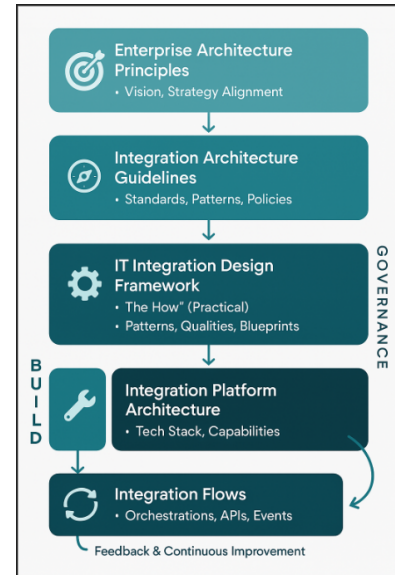 Enterprise Architecture
Principles
• Vision, Strategy Alignment
Integration Architecture
Guidelines
• Standards, Patterns, Policies
IT Integration Design
Framework
• The How” (Practical)
• Patterns, Qualities, Blueprints
GOVERNANCE
BUILD
Integration Platform
Architecture
• Tech Stack, Capabilities
Integration Flows
• Orchestrations, APIs, Events
Feedback & Continuous Improvement